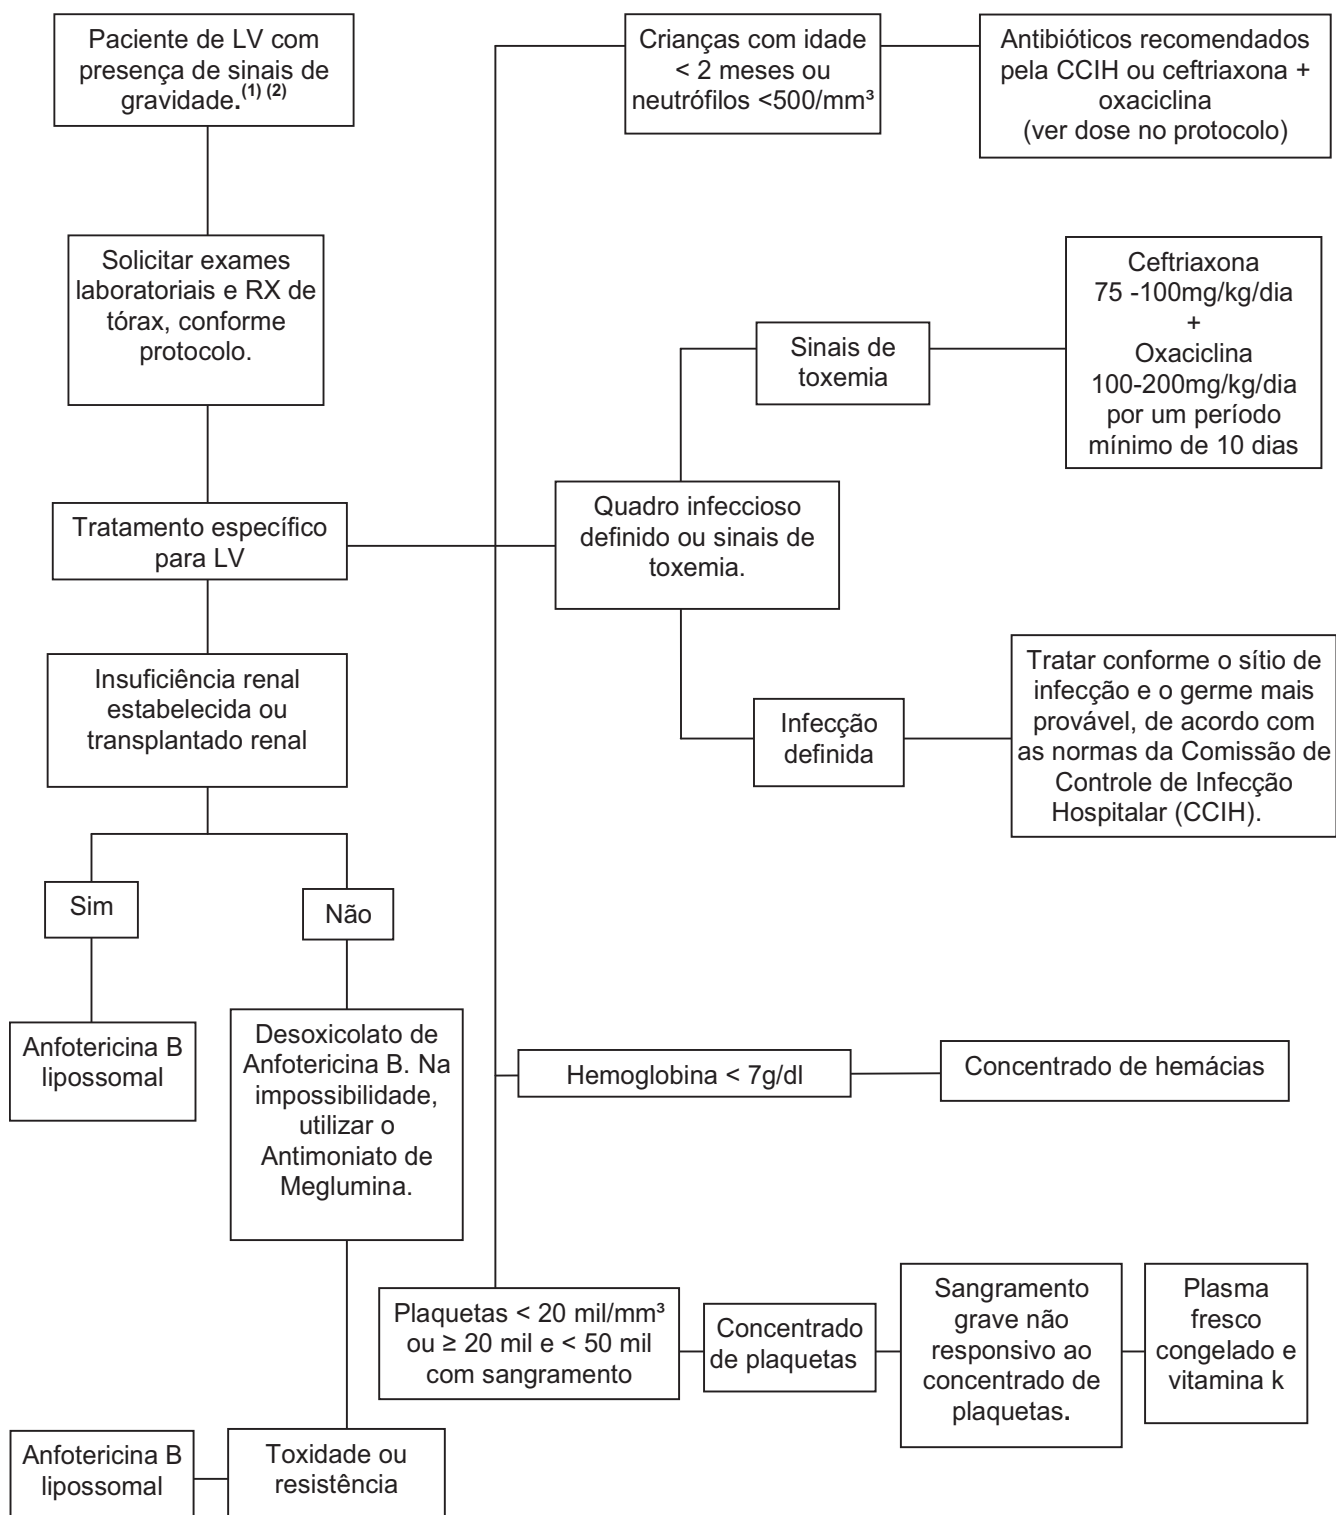 Paciente de LV com
presença de sinais de
gravidade.(1) (2)
Solicitar exames
laboratoriais e RX de
tórax, conforme
protocolo.
Tratamento específico
para LV
Insuficiência renal
estabelecida ou
transplantado renal
Sim
Não
Anfotericina B
lipossomal
Desoxicolato de
Anfotericina B. Na
impossibilidade,
utilizar o
Antimoniato de
Meglumina.
Toxidade ou
resistência
Anfotericina B
lipossomal
Crianças com idade
< 2 meses ou
neutrófilos <500/mm³
Antibióticos recomendados
pela CCIH ou ceftriaxona +
oxaciclina
(ver dose no protocolo)
Quadro infeccioso
definido ou sinais de
toxemia.
Sinais de
toxemia
Ceftriaxona
75 -100mg/kg/dia
+
Oxaciclina
100-200mg/kg/dia
por um período
mínimo de 10 dias
Infecção
definida
Tratar conforme o sítio de
infecção e o germe mais
provável, de acordo com
as normas da Comissão de
Controle de Infecção
Hospitalar (CCIH).
Hemoglobina < 7g/dl
Concentrado de hemácias
Plaquetas < 20 mil/mm³
ou ≥ 20 mil e < 50 mil
com sangramento
Concentrado
de plaquetas
Sangramento
grave não
responsivo ao
concentrado de
plaquetas.
Plasma
fresco
congelado e
vitamina k